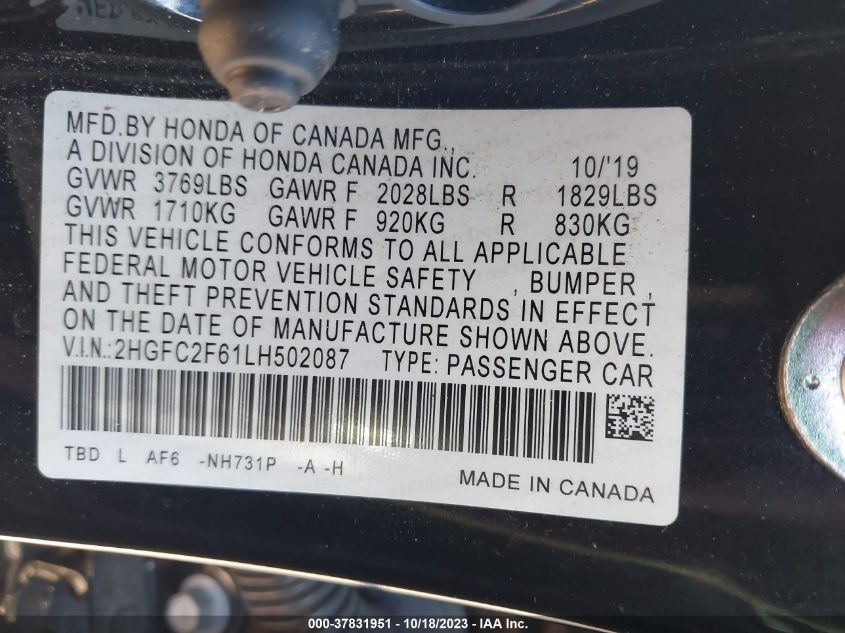 MFD.BY HONDA OF CANADA MFG.,
A DIVISION OF HONDA CANADA INC. 10/'19
GVWR 3769LBS GAWR F 2028LBS R 1829LBS
GVWR 1710KG GAWR F 920KG R 830KG
THIS VEHICLE CONFORMS TO ALL APPLICABLE
FEDERAL MOTOR VEHICLE SAFETY , BUMPER ,
AND THEFT PREVENTION STANDARDS IN EFFECT
ON THE DATE OF MANUFACTURE SHOWN ABOVE.
V.I.N.:2HGFC2F61LH502087 TYPE: PASSENGER CAR
TBD L AF6 -NH731P -A -H
MADE IN CANADA
000-37831951 - 10/18/2023 - IAA Inc.